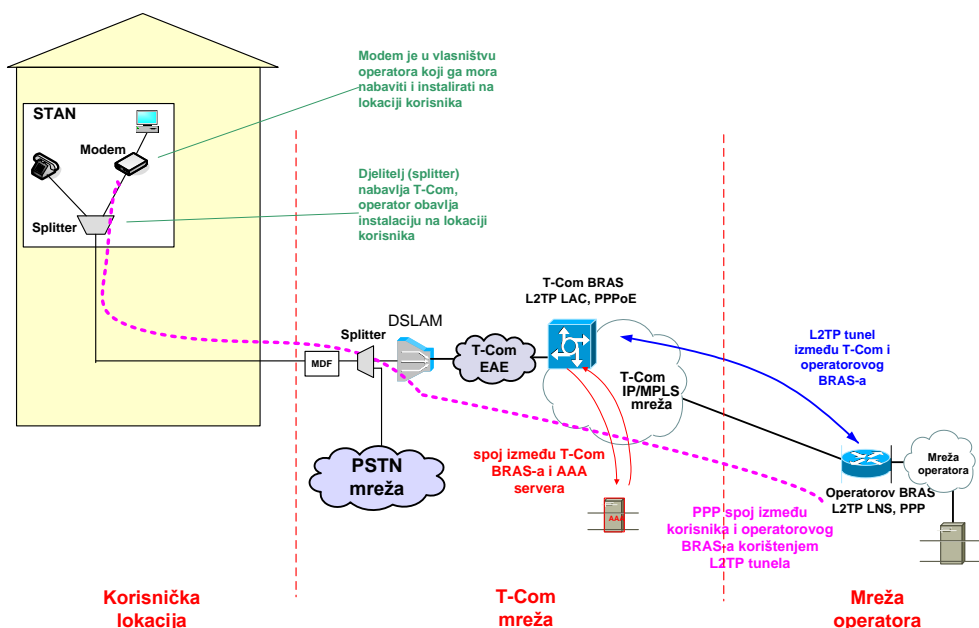 Modem je u vlasništvu
operatora koji ga mora
nabaviti i instalirati na
lokaciji korisnika
STAN
Modem
Djelitelj (splitter)
nabavlja T-Com,
operator obavlja
instalaciju na lokaciji
korisnika
Splitter
T-Com BRAS
L2TP LAC, PPPoE
DSLAM
Splitter
MDF
T-Com
EAE
T-Com
IP/MPLS
mreža
L2TP tunel
između T-Com i
operatorovog
BRAS-a
PSTN
mreža
spoj između T-Com
BRAS-a i AAA
servera
AAA
Mreža
operatora
Operatorov BRAS
L2TP LNS, PPP
PPP spoj između
korisnika i operatorovog
BRAS-a korištenjem
L2TP tunela
Korisnička
lokacija
T-Com
mreža
Mreža
operatora